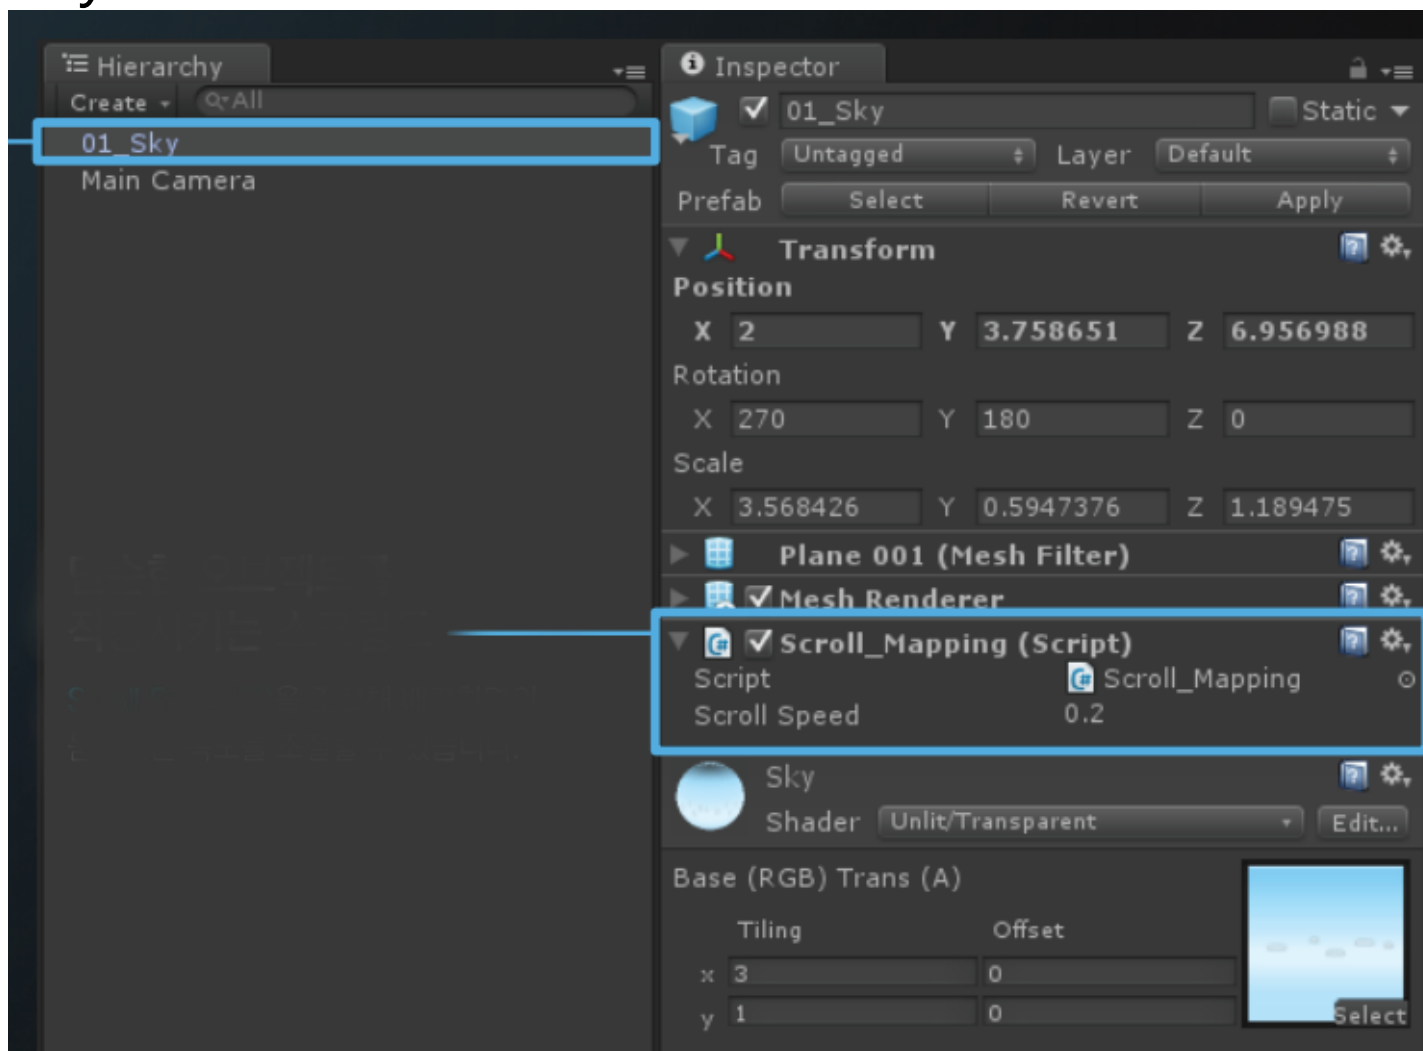 Hierarchy
Create
All
01_Sky
Main Camera
Inspector
01_Sky
Static
Tag Untagged Layer Default
Prefab Select Revert Apply
Transform
Position
X 2 Y 3.758651 Z 6.956988
Rotation
X 270 Y 180 Z 0
Scale
X 3.568426 Y 0.5947376 Z 1.189475
Plane 001 (Mesh Filter)
Mesh Renderer
Scroll_Mapping (Script)
Script Scroll_Mapping
Scroll Speed 0.2
Sky
Shader Unlit/Transparent Edit...
Base (RGB) Trans (A)
Tiling Offset
x 3 0
y 1 0
Select